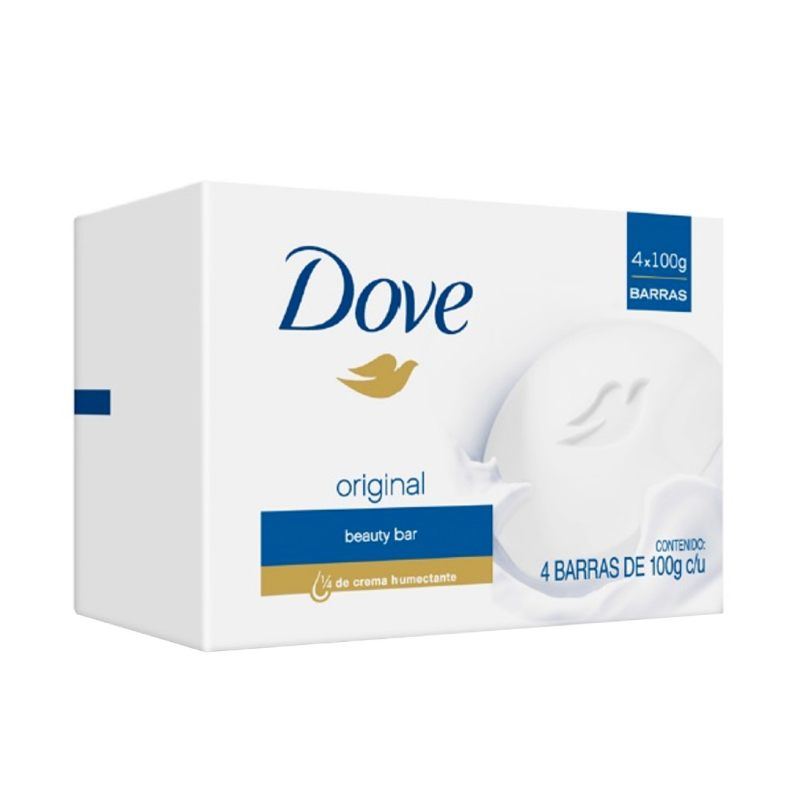 4x100g
BARRAS
Dove
original
beauty bar
¼ de crema humectante
CONTENIDO:
4 BARRAS DE 100g c/u